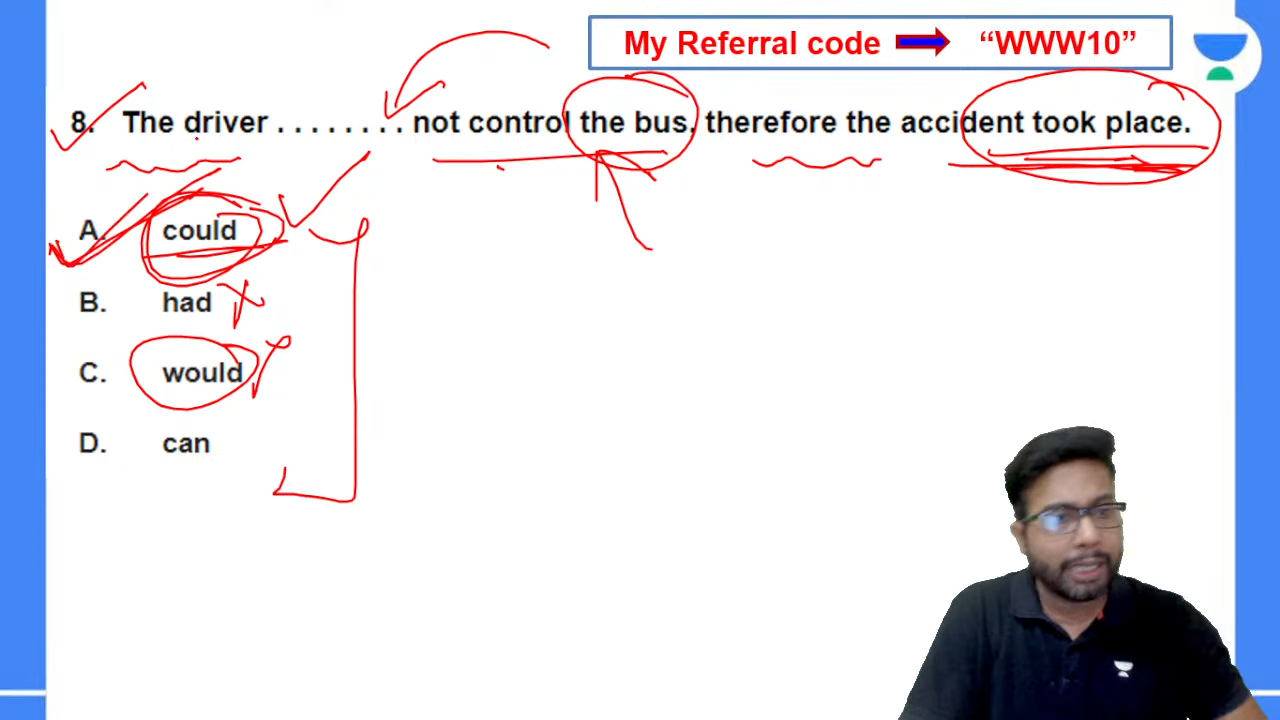 My Referral code “WWW10”
8. The driver . . . . . . . . not control the bus, therefore the accident took place.
A. could
B. had
C. would
D. can